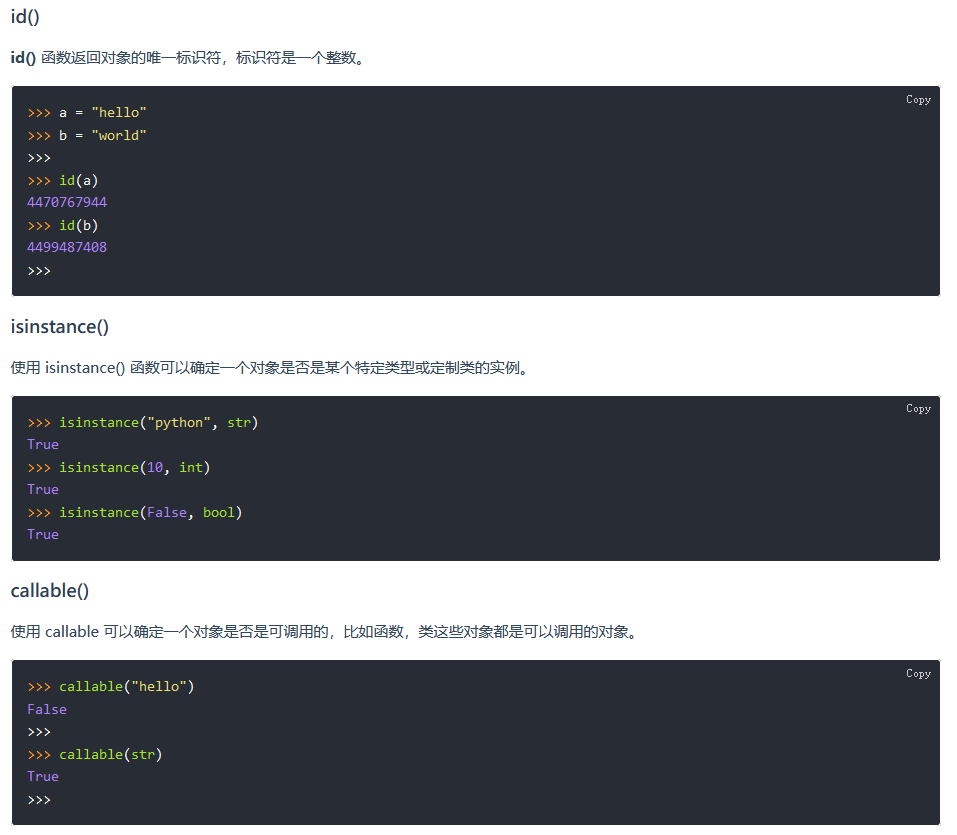 id()
id() 函数返回对象的唯一标识符，标识符是一个整数。
Copy
>>> a = "hello"
>>> b = "world"
>>>
>>> id(a)
4470767944
>>> id(b)
4499487408
>>>
isinstance()
使用 isinstance() 函数可以确定一个对象是否是某个特定类型或定制类的实例。
Copy
>>> isinstance("python", str)
True
>>> isinstance(10, int)
True
>>> isinstance(False, bool)
True
callable()
使用 callable 可以确定一个对象是否是可调用的，比如函数，类这些对象都是可以调用的对象。
Copy
>>> callable("hello")
False
>>>
>>> callable(str)
True
>>>